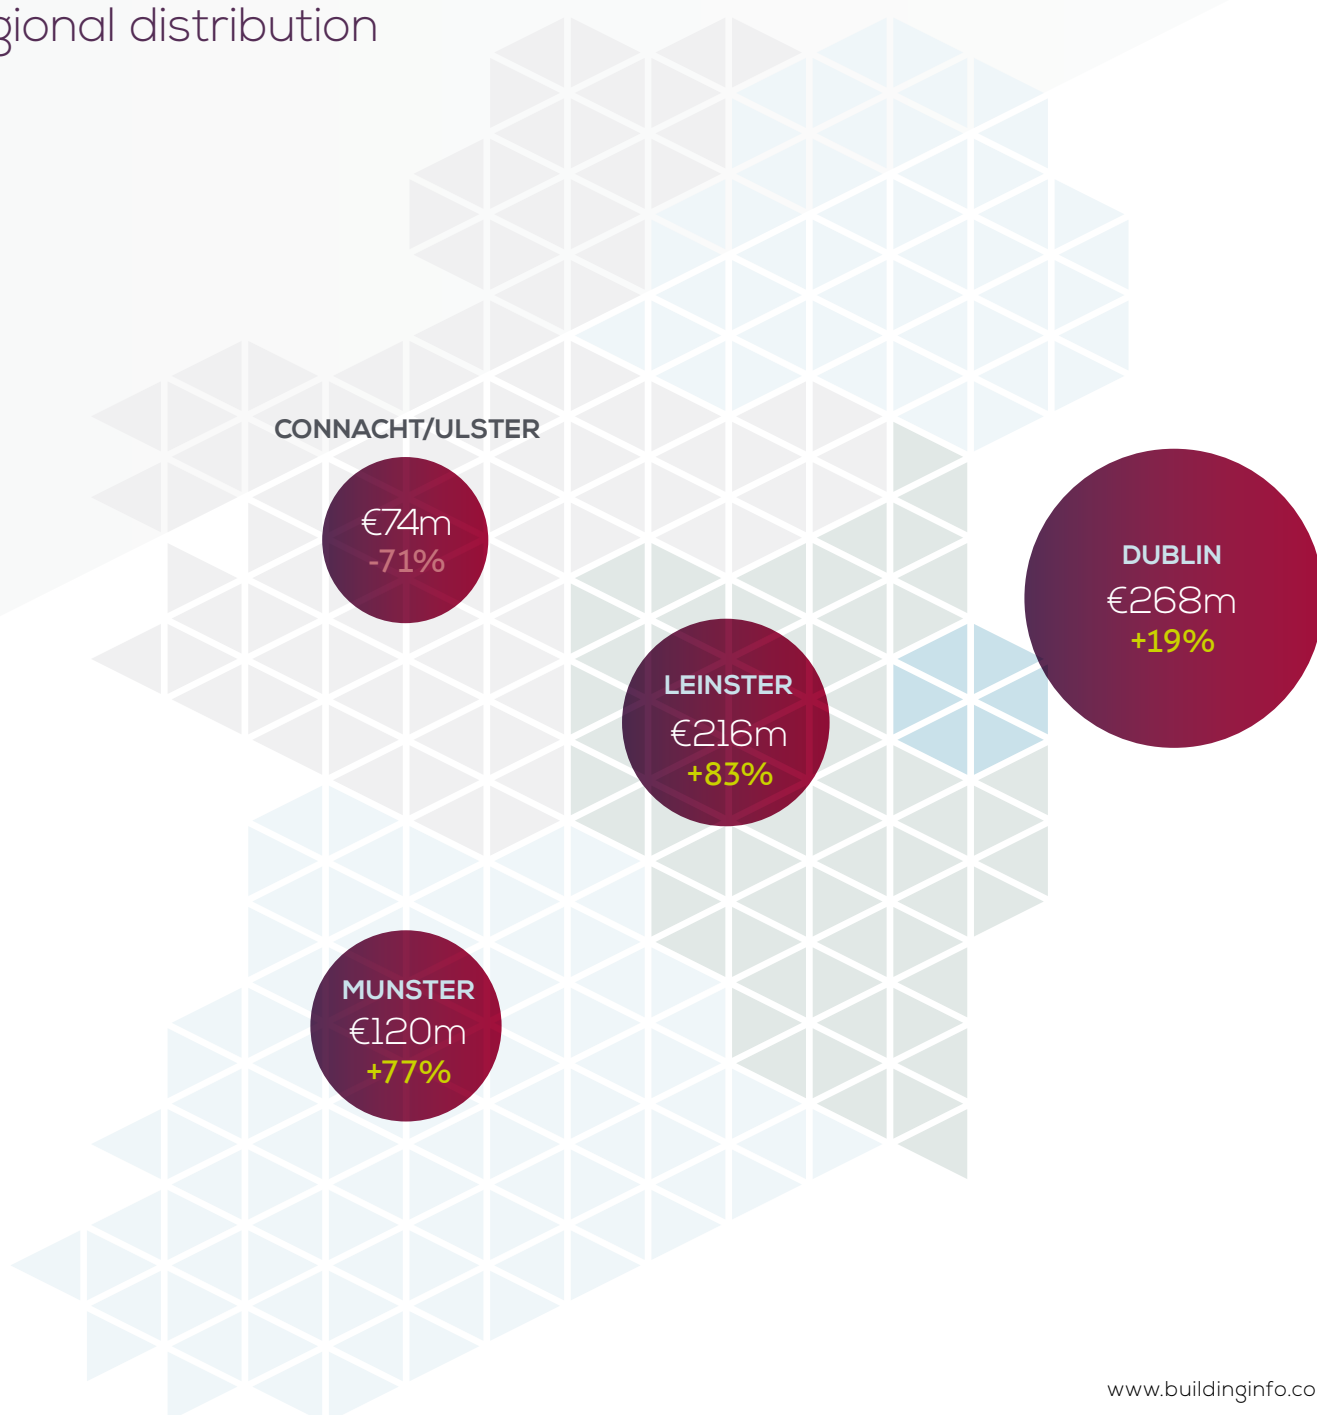 gional distribution
CONNACHT/ULSTER
€74m
-71%
DUBLIN
€268m
+19%
LEINSTER
€216m
+83%
MUNSTER
€120m
+77%
www.buildinginfo.co